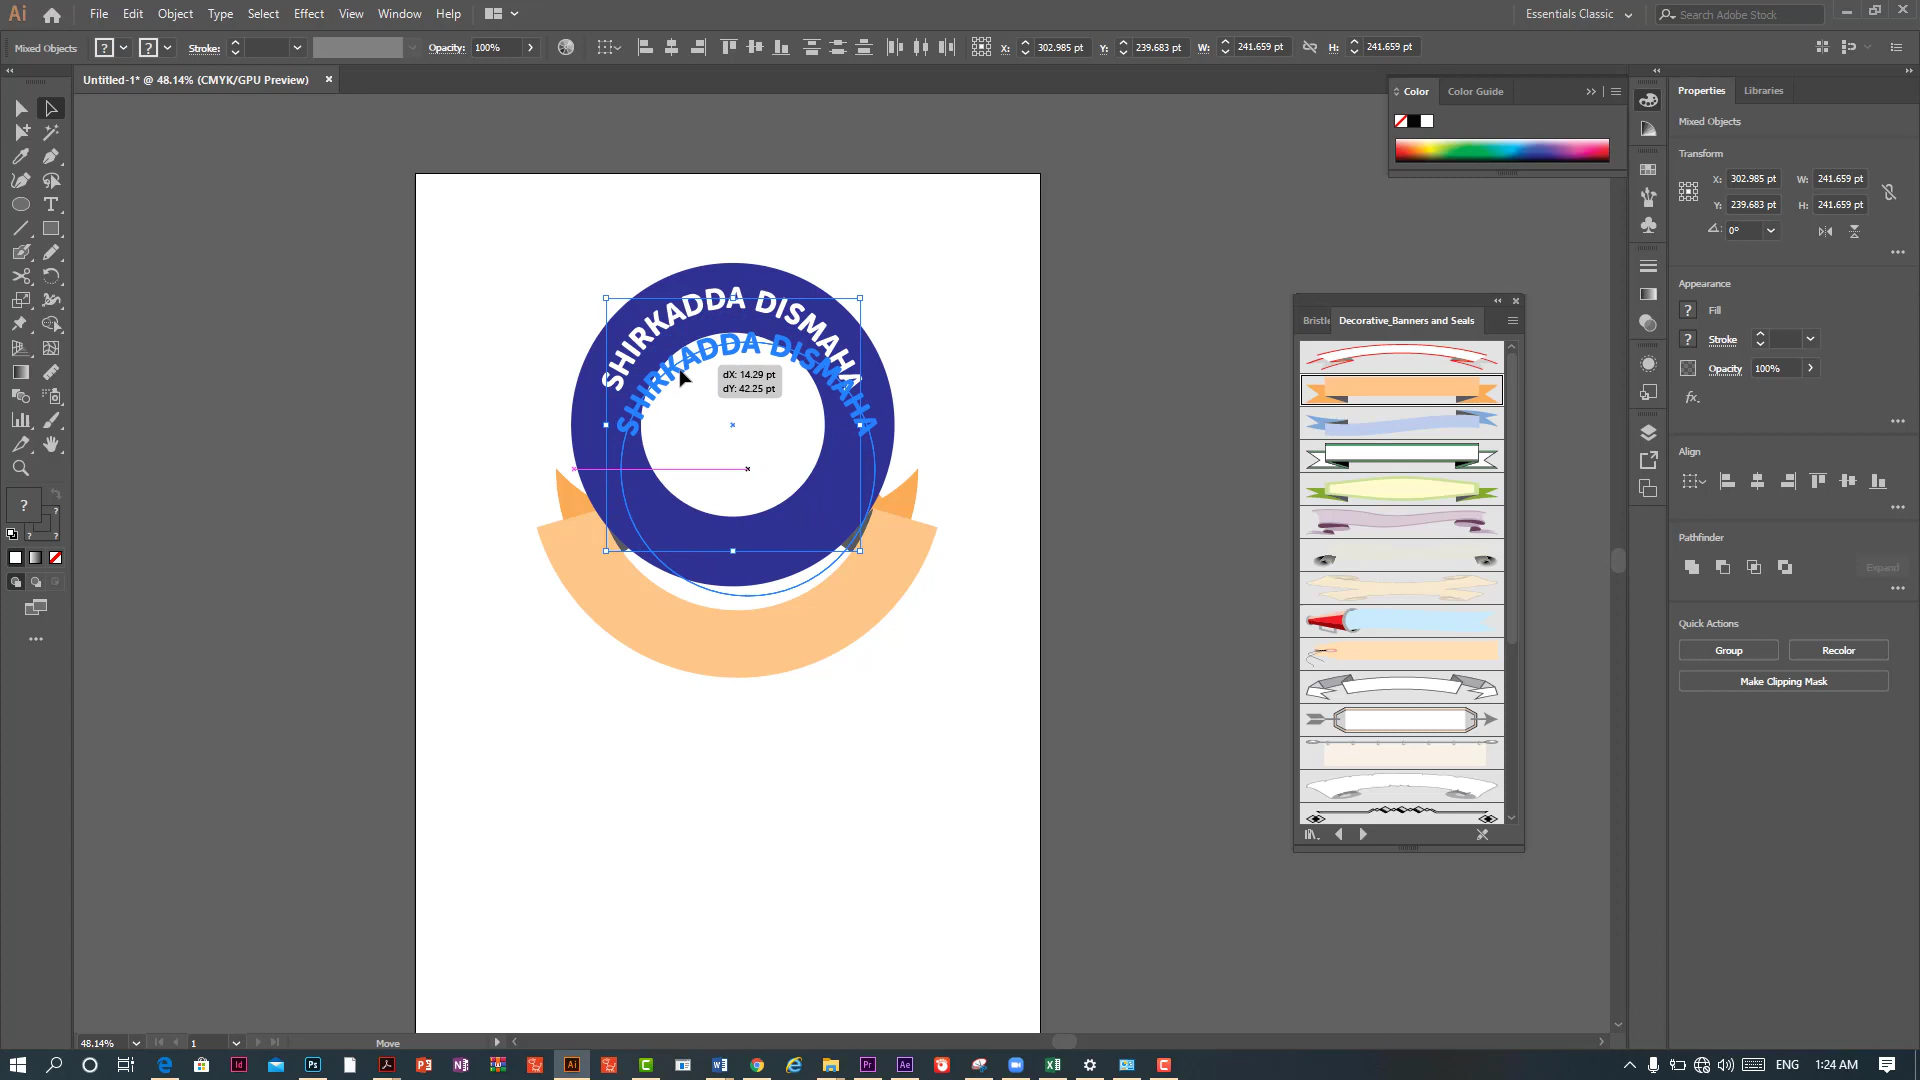 Ai File Edit Object Type Select Effect View Window Help Essentials Classic Search Adobe Stock
Mixed Objects ? ? Stroke: Opacity: 100% X: 302.985 pt Y: 239.683 pt W: 241.659 pt H: 241.659 pt
Untitled-1* @ 48.14% (CMYK/GPU Preview)
Color Color Guide
Properties Libraries
Mixed Objects
Transform
X: 302.985 pt W: 241.659 pt
Y: 239.683 pt H: 241.659 pt
0°
Appearance
? Fill
? Stroke
Opacity 100%
fx.
Align
Pathfinder
Expand
Quick Actions
Group Recolor
Make Clipping Mask
SHIRKADDA DISMAHA
SHIRKADDA DISMAHA
dX: 14.29 pt
dY: 42.25 pt
Bristle Decorative_Banners and Seals
?
?
?
48.14% 1 Move
ENG 1:24 AM